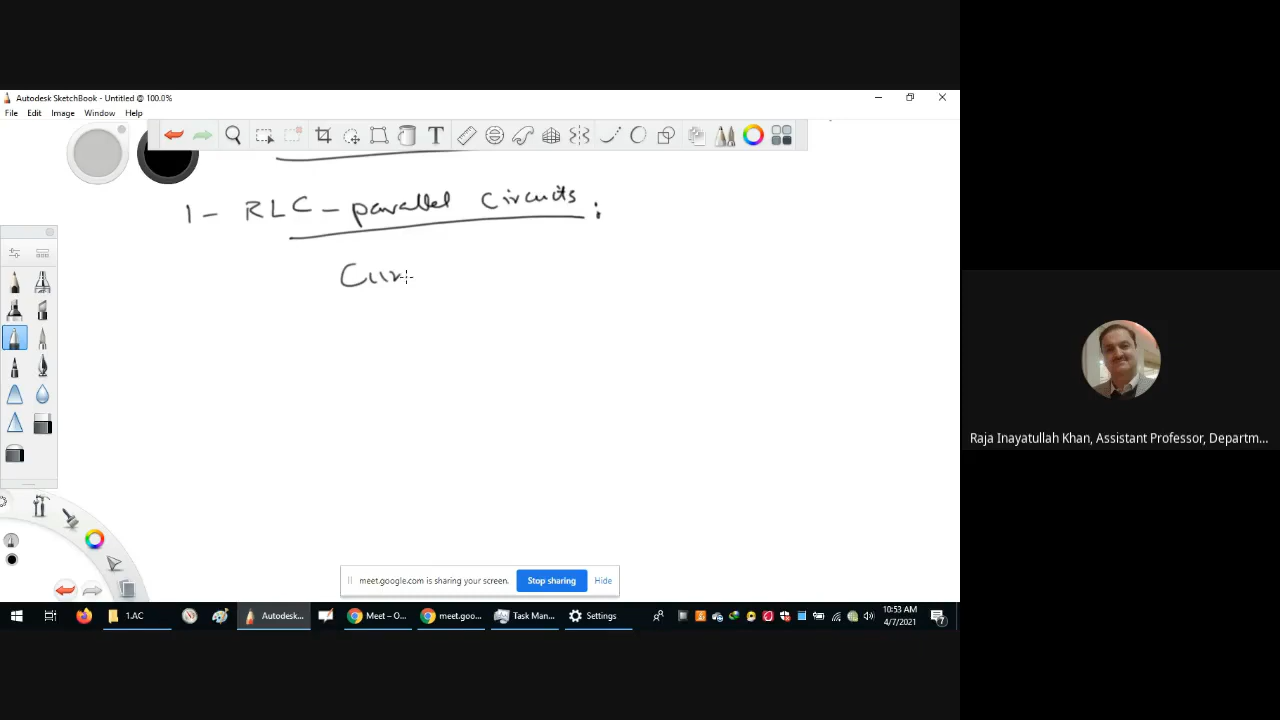 Autodesk SketchBook - Untitled @ 100.0%
File Edit Image Window Help
1- RLC-parallel Circuits:
Curr
meet.google.com is sharing your screen. Stop sharing Hide
Raja Inayatullah Khan, Assistant Professor, Departm...
1.AC Autodesk... Meet – O... meet.goo... Task Man... Settings
10:53 AM
4/7/2021